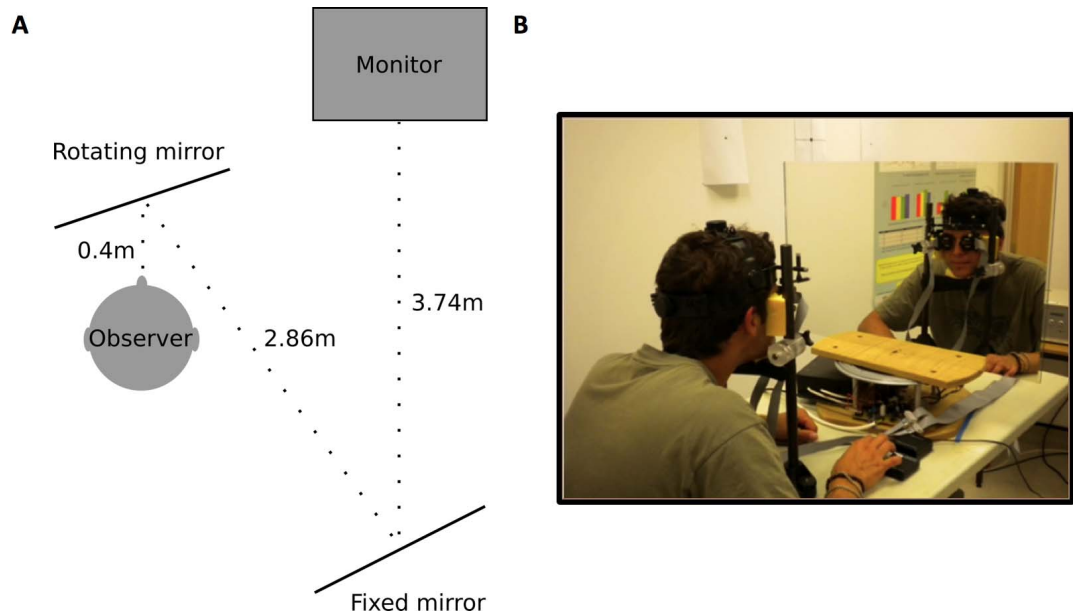 A
B
Monitor
Rotating mirror
0.4m
3.74m
Observer
2.86m
Fixed mirror